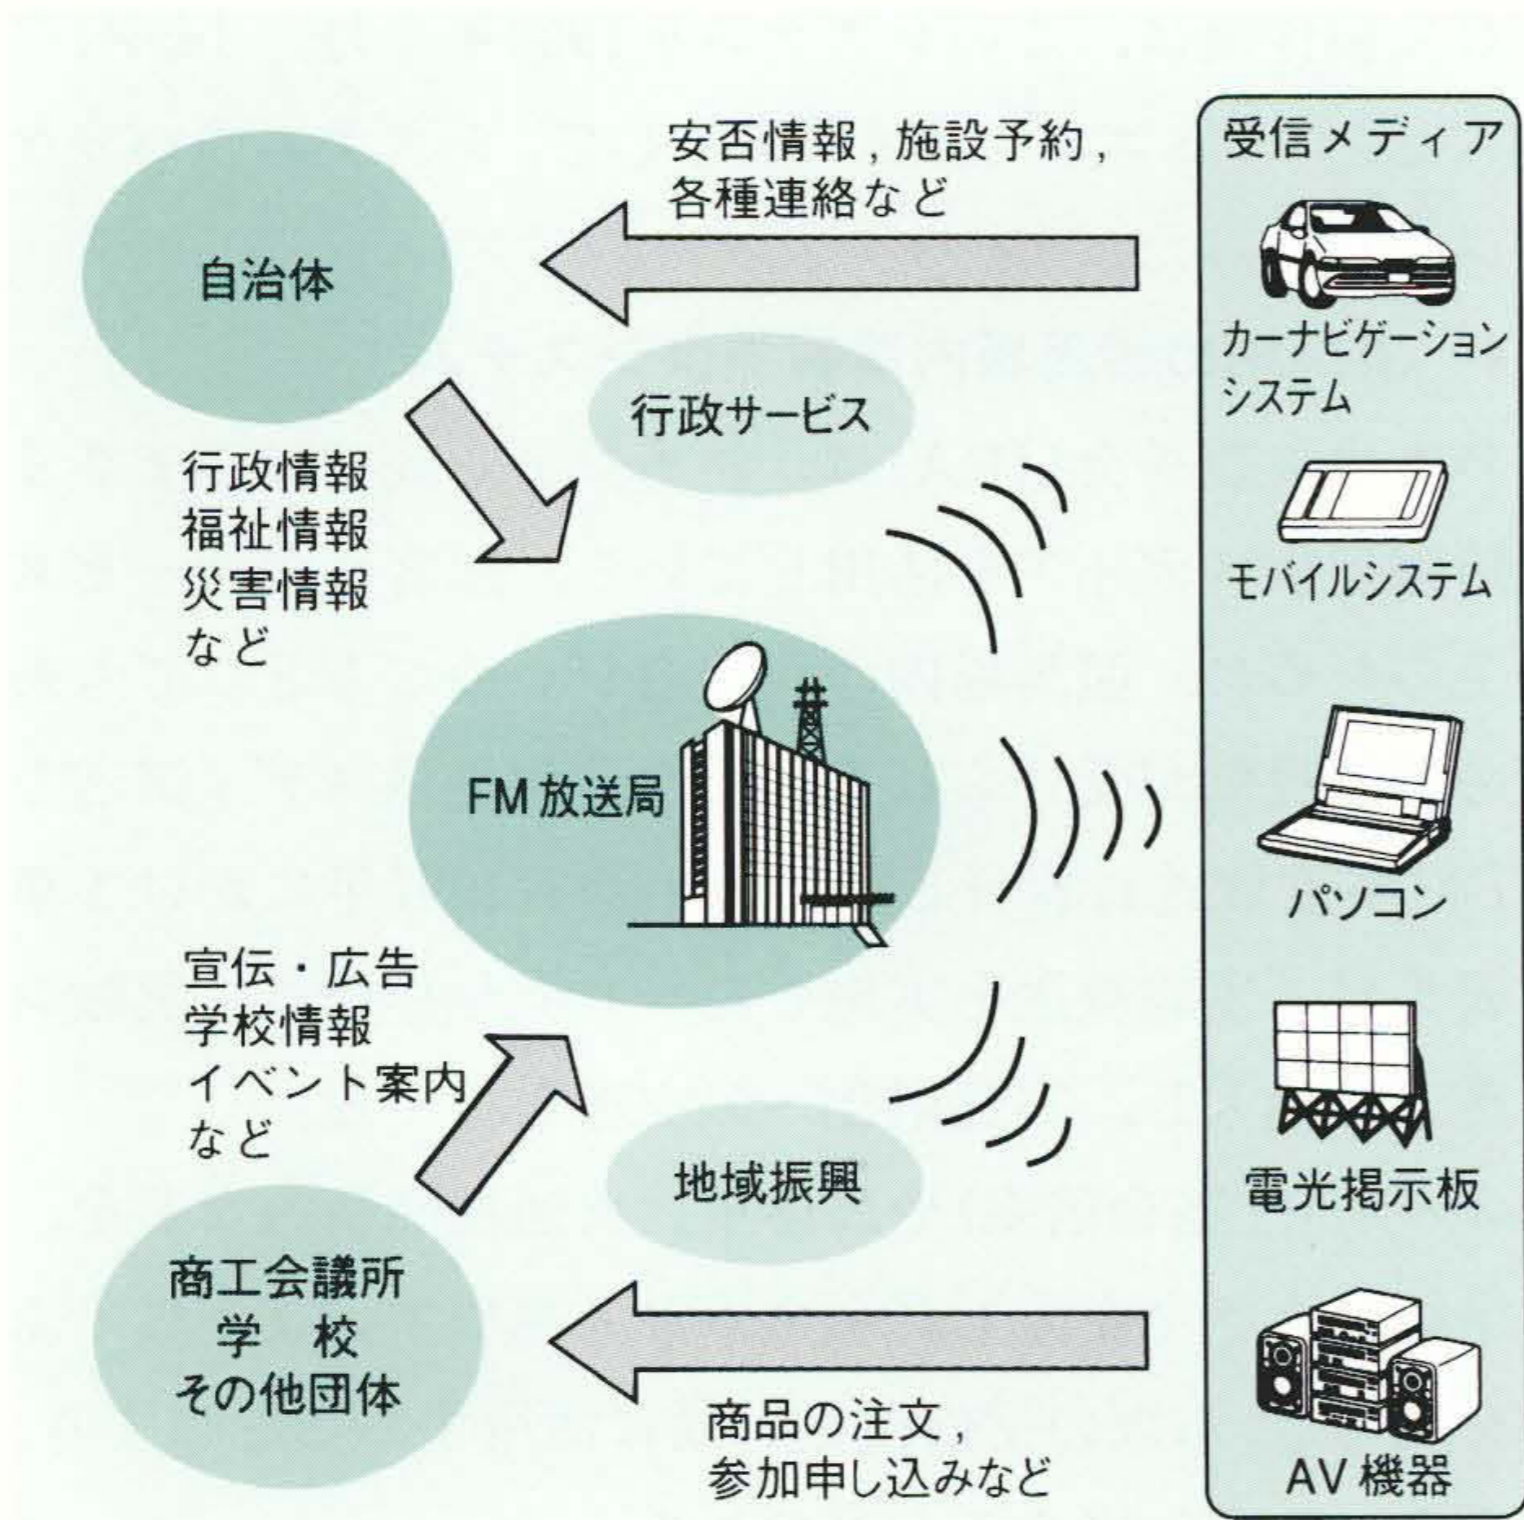 安否情報，施設予約，
各種連絡など
自治体
行政サービス
行政情報
福祉情報
災害情報
など
FM 放送局
宣伝・広告
学校情報
イベント案内
など
地域振興
商工会議所
学　校
その他団体
商品の注文，
参加申し込みなど
受信メディア
カーナビゲーション
システム
モバイルシステム
パソコン
電光掲示板
AV 機器